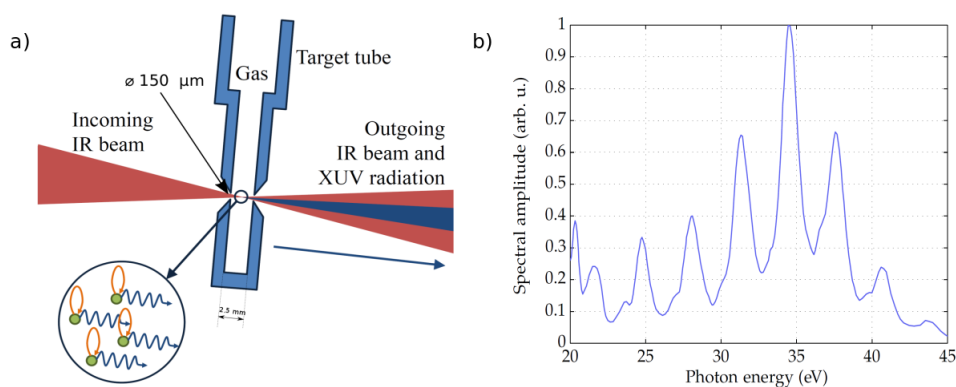 a)
⌀ 150 μm
Gas
Target tube
Incoming
IR beam
Outgoing
IR beam and
XUV radiation
2.5 mm
b)
Spectral amplitude (arb. u.)
1
0.9
0.8
0.7
0.6
0.5
0.4
0.3
0.2
0.1
0
20
25
30
35
40
45
Photon energy (eV)